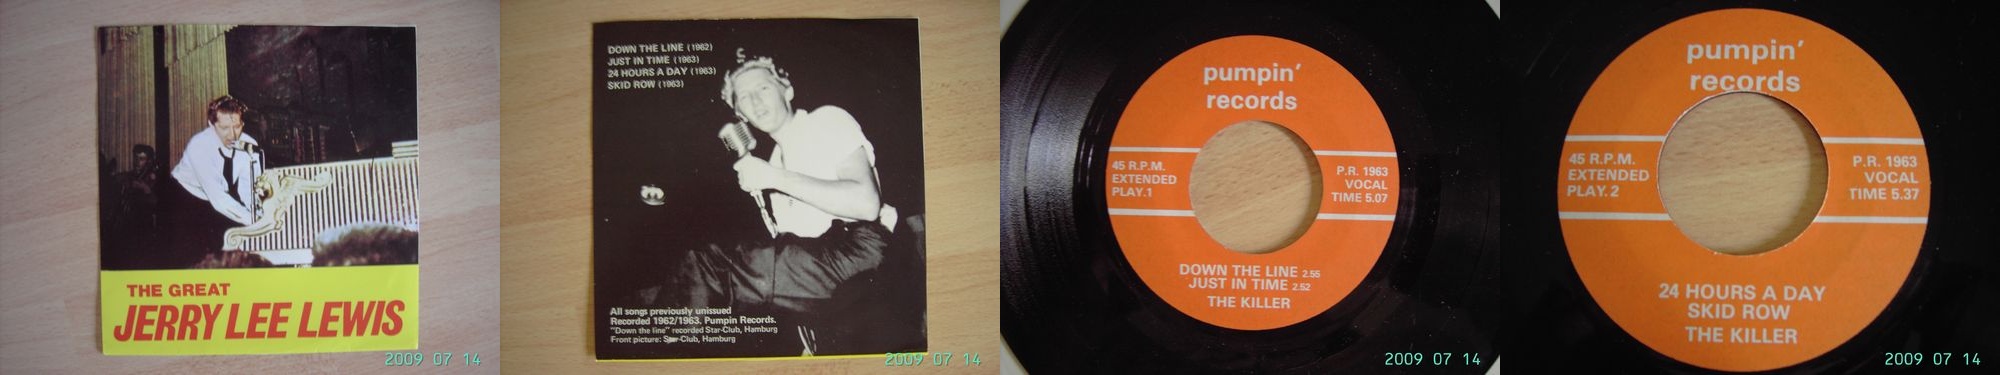 THE GREAT
JERRY LEE LEWIS
2009 07 14
DOWN THE LINE (1962)
JUST IN TIME (1963)
24 HOURS A DAY (1963)
SKID ROW (1963)
All songs previously unissued
Recorded 1962/1963. Pumpin Records.
"Down the line" recorded Star-Club, Hamburg
Front picture: Star-Club, Hamburg
2009 07 14
pumpin'
records
45 R.P.M.
EXTENDED
PLAY.1
P.R. 1963
VOCAL
TIME 5.07
DOWN THE LINE 2.55
JUST IN TIME 2.52
THE KILLER
2009 07 14
pumpin'
records
45 R.P.M.
EXTENDED
PLAY.2
P.R. 1963
VOCAL
TIME 5.37
24 HOURS A DAY
SKID ROW
THE KILLER
2009 07 14